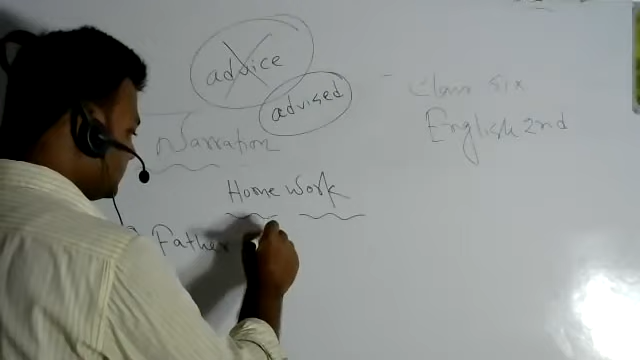 advice
advised
Class six
English 2nd
Narration
Home Work
Father